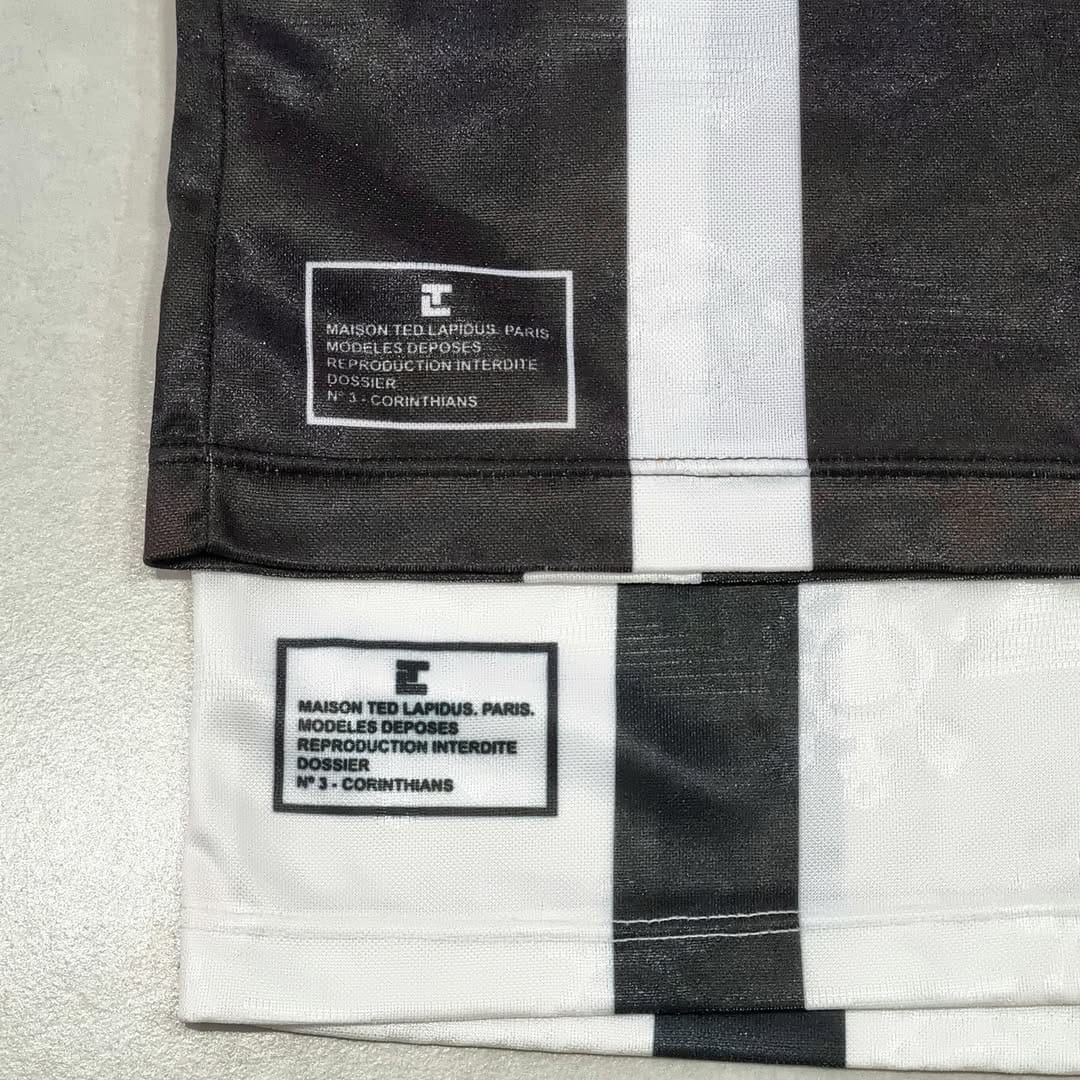 MAISON TED LAPIDUS. PARIS.
MODELES DEPOSES
REPRODUCTION INTERDITE
DOSSIER
N° 3 - CORINTHIANS
MAISON TED LAPIDUS. PARIS.
MODELES DEPOSES
REPRODUCTION INTERDITE
DOSSIER
Nº 3 - CORINTHIANS